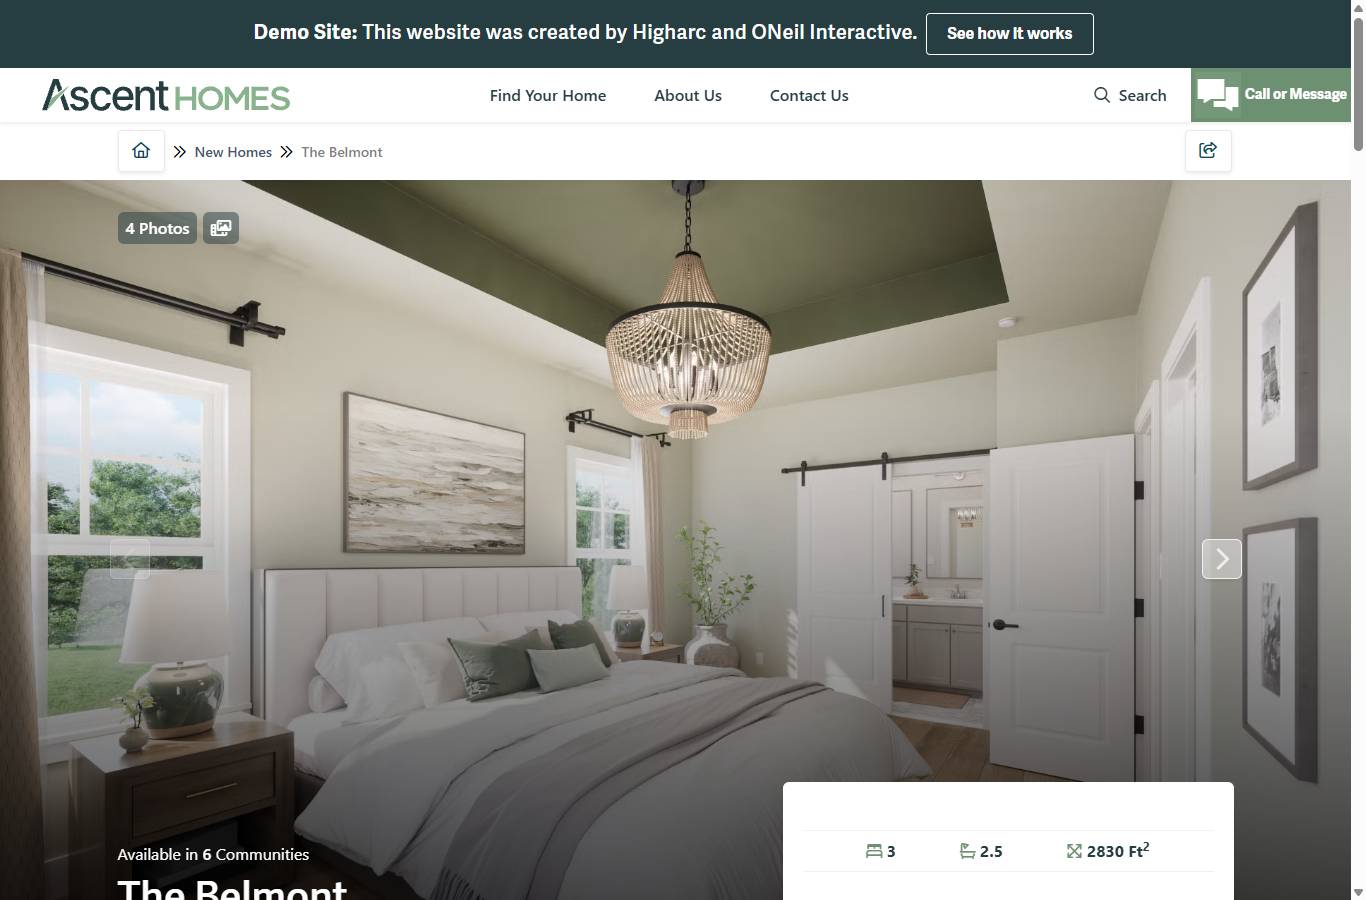 Demo Site: This website was created by Higharc and ONeil Interactive. See how it works
Ascent HOMES
Find Your Home
About Us
Contact Us
Search
Call or Message
New Homes
The Belmont
4 Photos
Available in 6 Communities
The Belmont
3
2.5
2830 Ft2